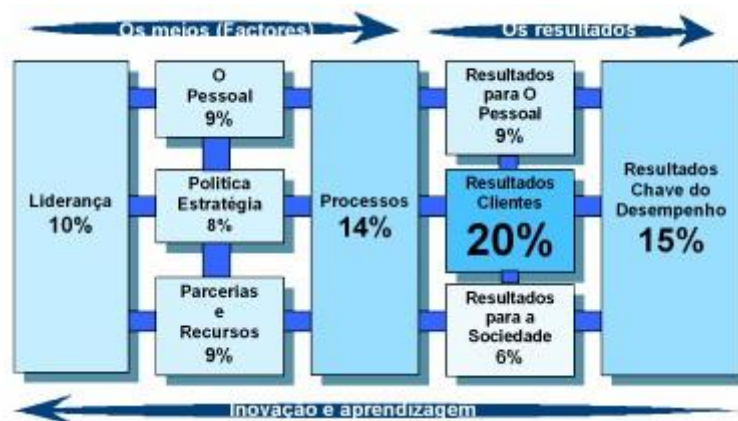 Os meios (Factores)
Os resultados
Liderança
10%
O
Pessoal
9%
Politica
Estratégia
8%
Parcerias
e
Recursos
9%
Processos
14%
Resultados
para O
Pessoal
9%
Resultados
Clientes
20%
Resultados
para a
Sociedade
6%
Resultados
Chave do
Desempenho
15%
Inovação e aprendizagem